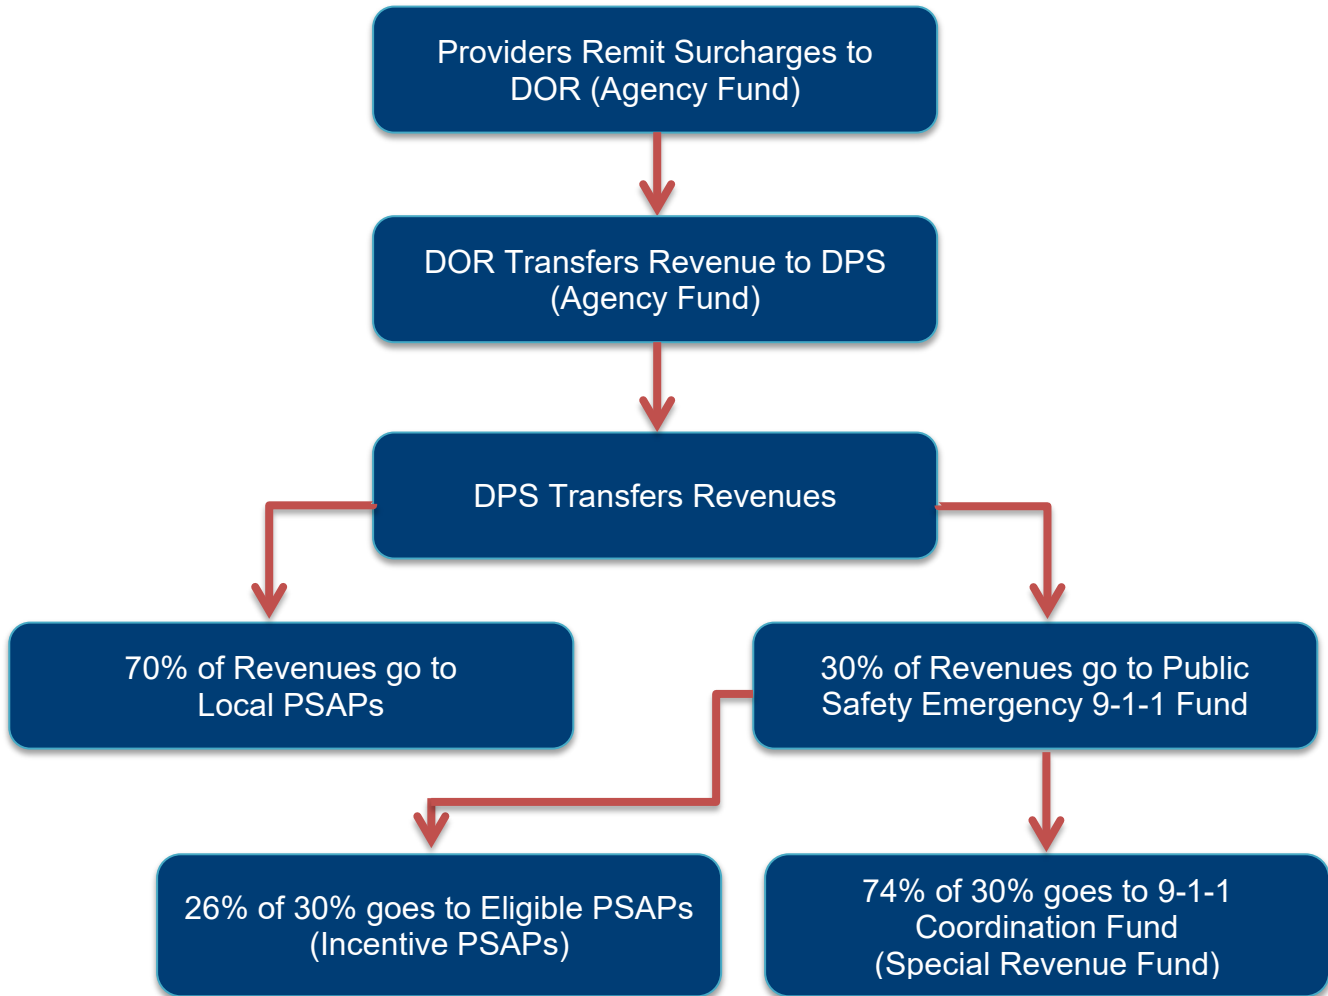 Providers Remit Surcharges to
DOR (Agency Fund)
DOR Transfers Revenue to DPS
(Agency Fund)
DPS Transfers Revenues
70% of Revenues go to
Local PSAPs
30% of Revenues go to Public
Safety Emergency 9-1-1 Fund
26% of 30% goes to Eligible PSAPs
(Incentive PSAPs)
74% of 30% goes to 9-1-1
Coordination Fund
(Special Revenue Fund)